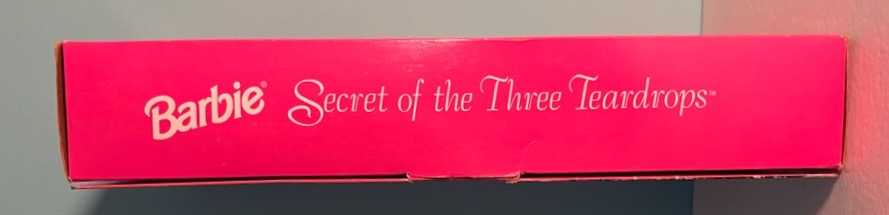 Barbie® Secret of the Three Teardrops™